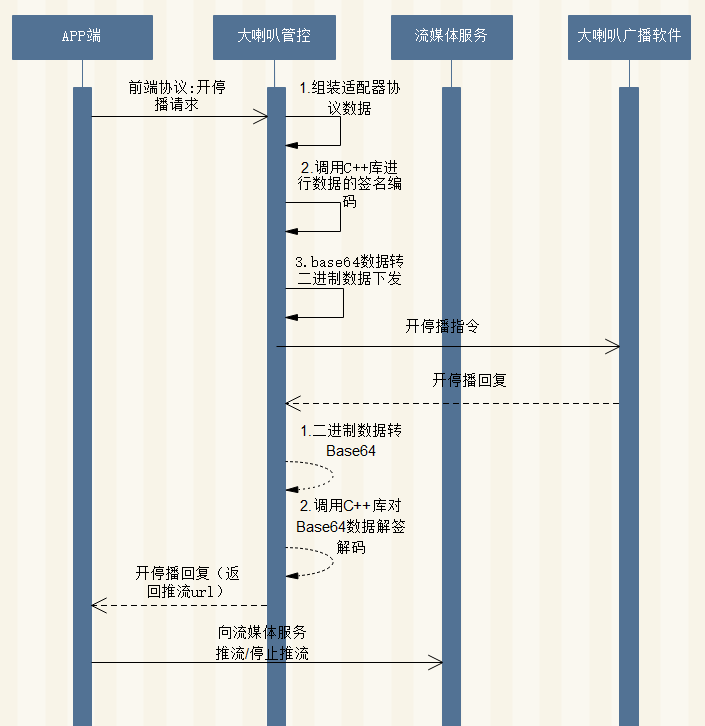 APP端
大喇叭管控
流媒体服务
大喇叭广播软件
前端协议:开停
播请求
1.组装适配器协
议数据
2.调用C++库进
行数据的签名编
码
3.base64数据转
二进制数据下发
开停播指令
开停播回复
1.二进制数据转
Base64
2.调用C++库对
Base64数据解签
解码
开停播回复（返
回推流url）
向流媒体服务
推流/停止推流